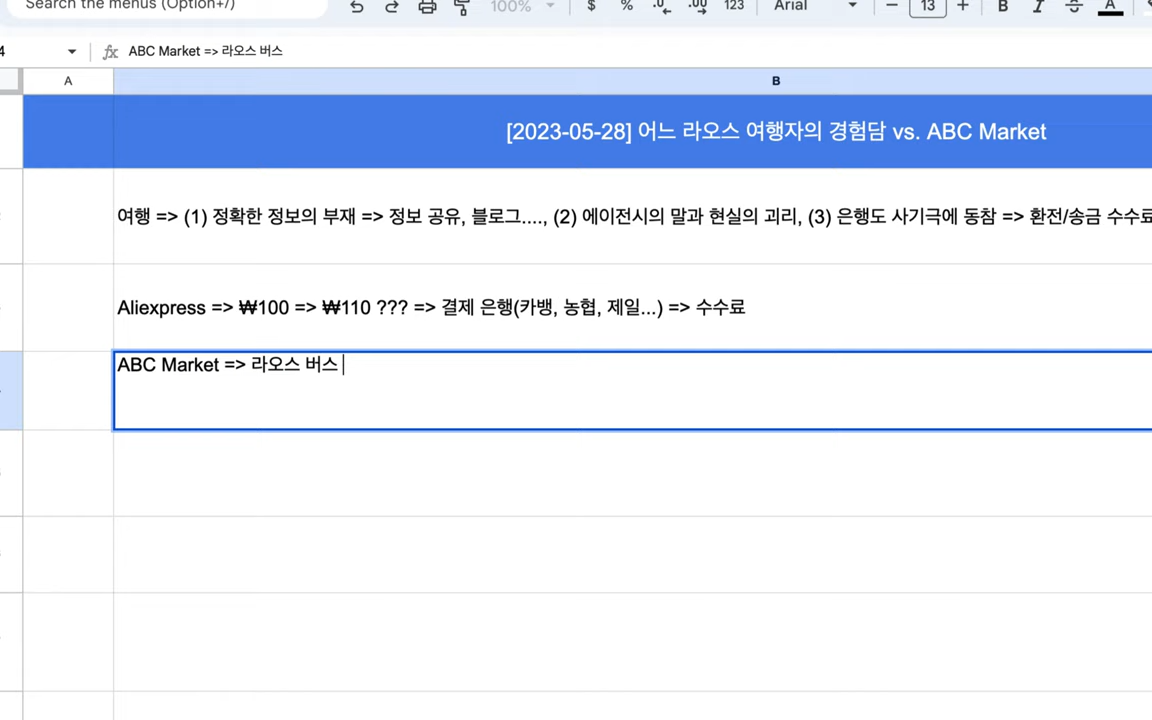 Search the menus (Option+/)
100%
$ % .0 .00 123 Arial 13 B I A
4
fx ABC Market => 라오스 버스
A B
[2023-05-28] 어느 라오스 여행자의 경험담 vs. ABC Market
여행 => (1) 정확한 정보의 부재 => 정보 공유, 블로그...., (2) 에이전시의 말과 현실의 괴리, (3) 은행도 사기극에 동참 => 환전/송금 수수료
Aliexpress => ₩100 => ₩110 ??? => 결제 은행(카뱅, 농협, 제일...) => 수수료
ABC Market => 라오스 버스